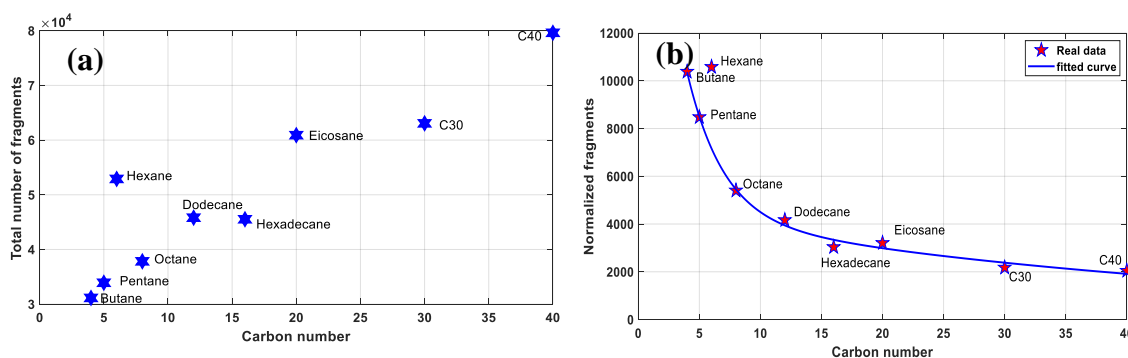 ×10⁴
(a)
8
7
6
5
4
3
0
5
10
15
20
25
30
35
40
Total number of fragments
Carbon number
C40
C30
Eicosane
Hexane
Dodecane
Hexadecane
Octane
Pentane
Butane
(b)
12000
10000
8000
6000
4000
2000
0
0
5
10
15
20
25
30
35
40
Normalized fragments
Carbon number
Real data
fitted curve
Hexane
Butane
Pentane
Octane
Dodecane
Eicosane
Hexadecane
C40
C30